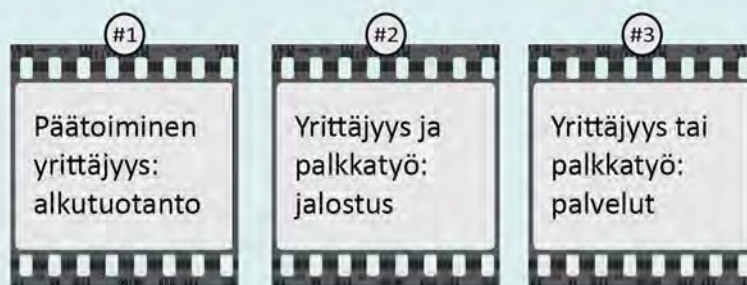 #1
Päätoiminen
yrittäjyys:
alkutuotanto
#2
Yrittäjyys ja
palkkatyö:
jalostus
#3
Yrittäjyys tai
palkkatyö:
palvelut